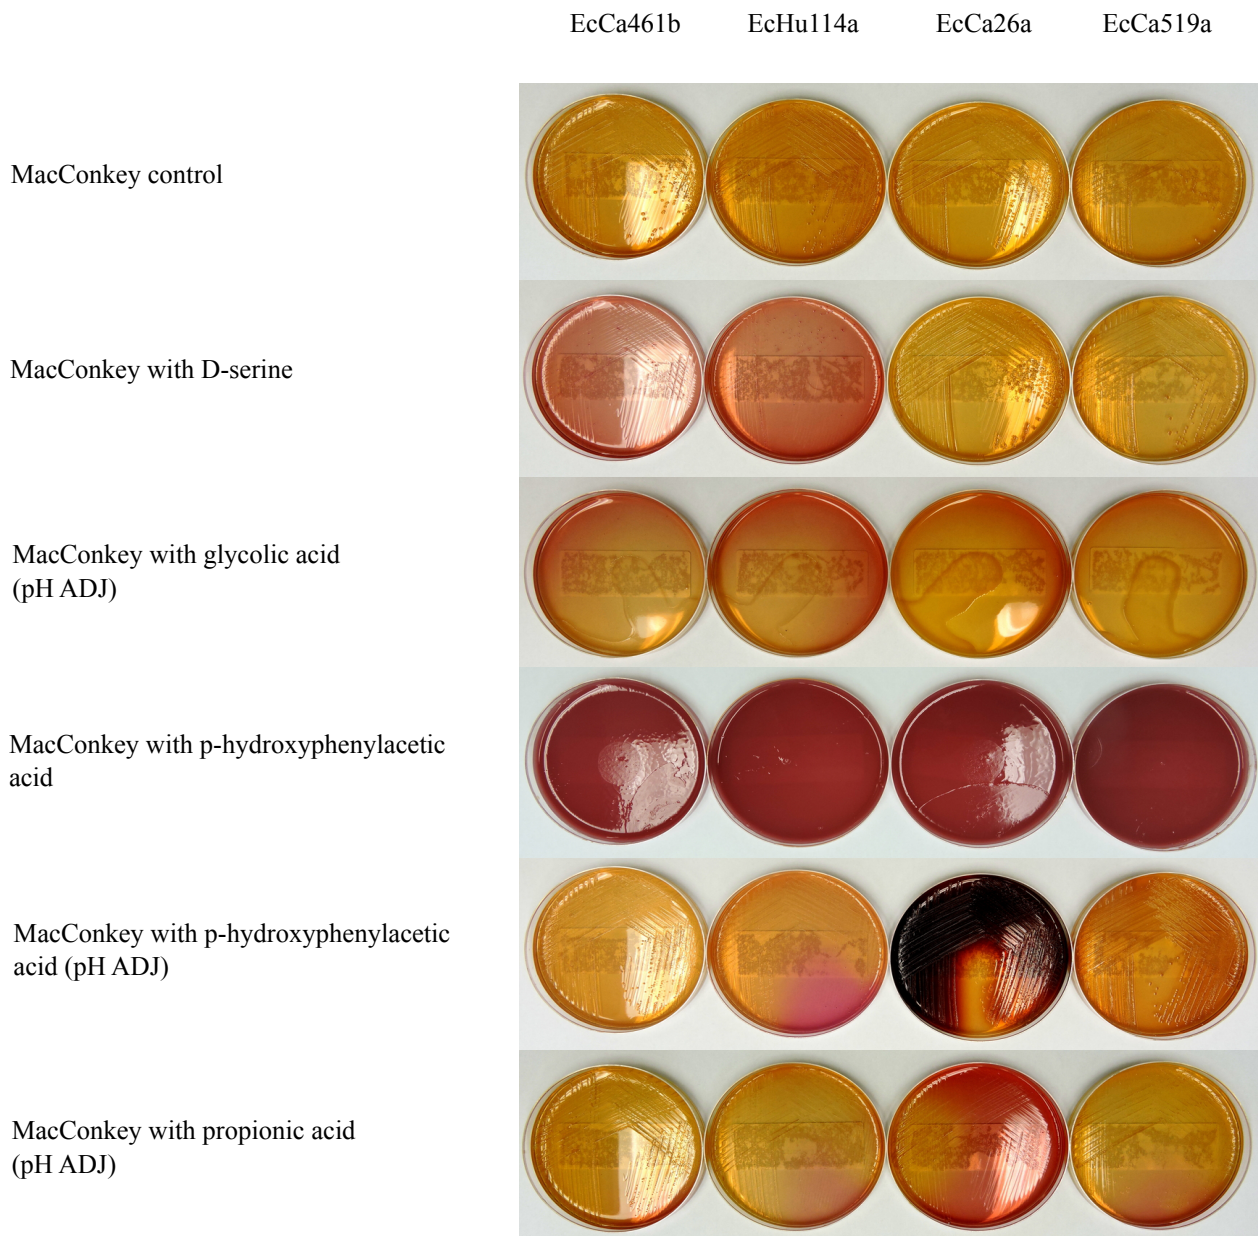 EcCa461b EcHu114a EcCa26a EcCa519a
MacConkey control
MacConkey with D-serine
MacConkey with glycolic acid
(pH ADJ)
MacConkey with p-hydroxyphenylacetic
acid
MacConkey with p-hydroxyphenylacetic
acid (pH ADJ)
MacConkey with propionic acid
(pH ADJ)